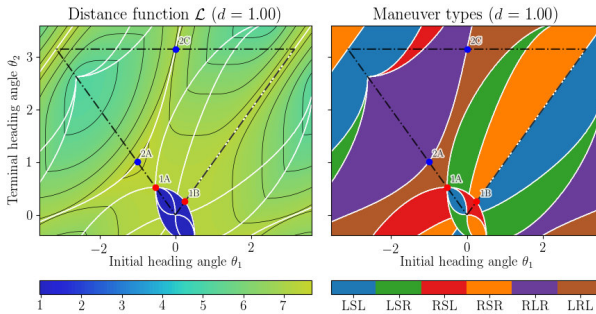 Distance function ℒ (d = 1.00)
Maneuver types (d = 1.00)
Terminal heading angle θ₂
3
2
1
0
2C
2A
1A
1B
2C
2A
1A
1B
−2
0
2
−2
0
2
Initial heading angle θ₁
Initial heading angle θ₁
1
2
3
4
5
6
7
LSL
LSR
RSL
RSR
RLR
LRL